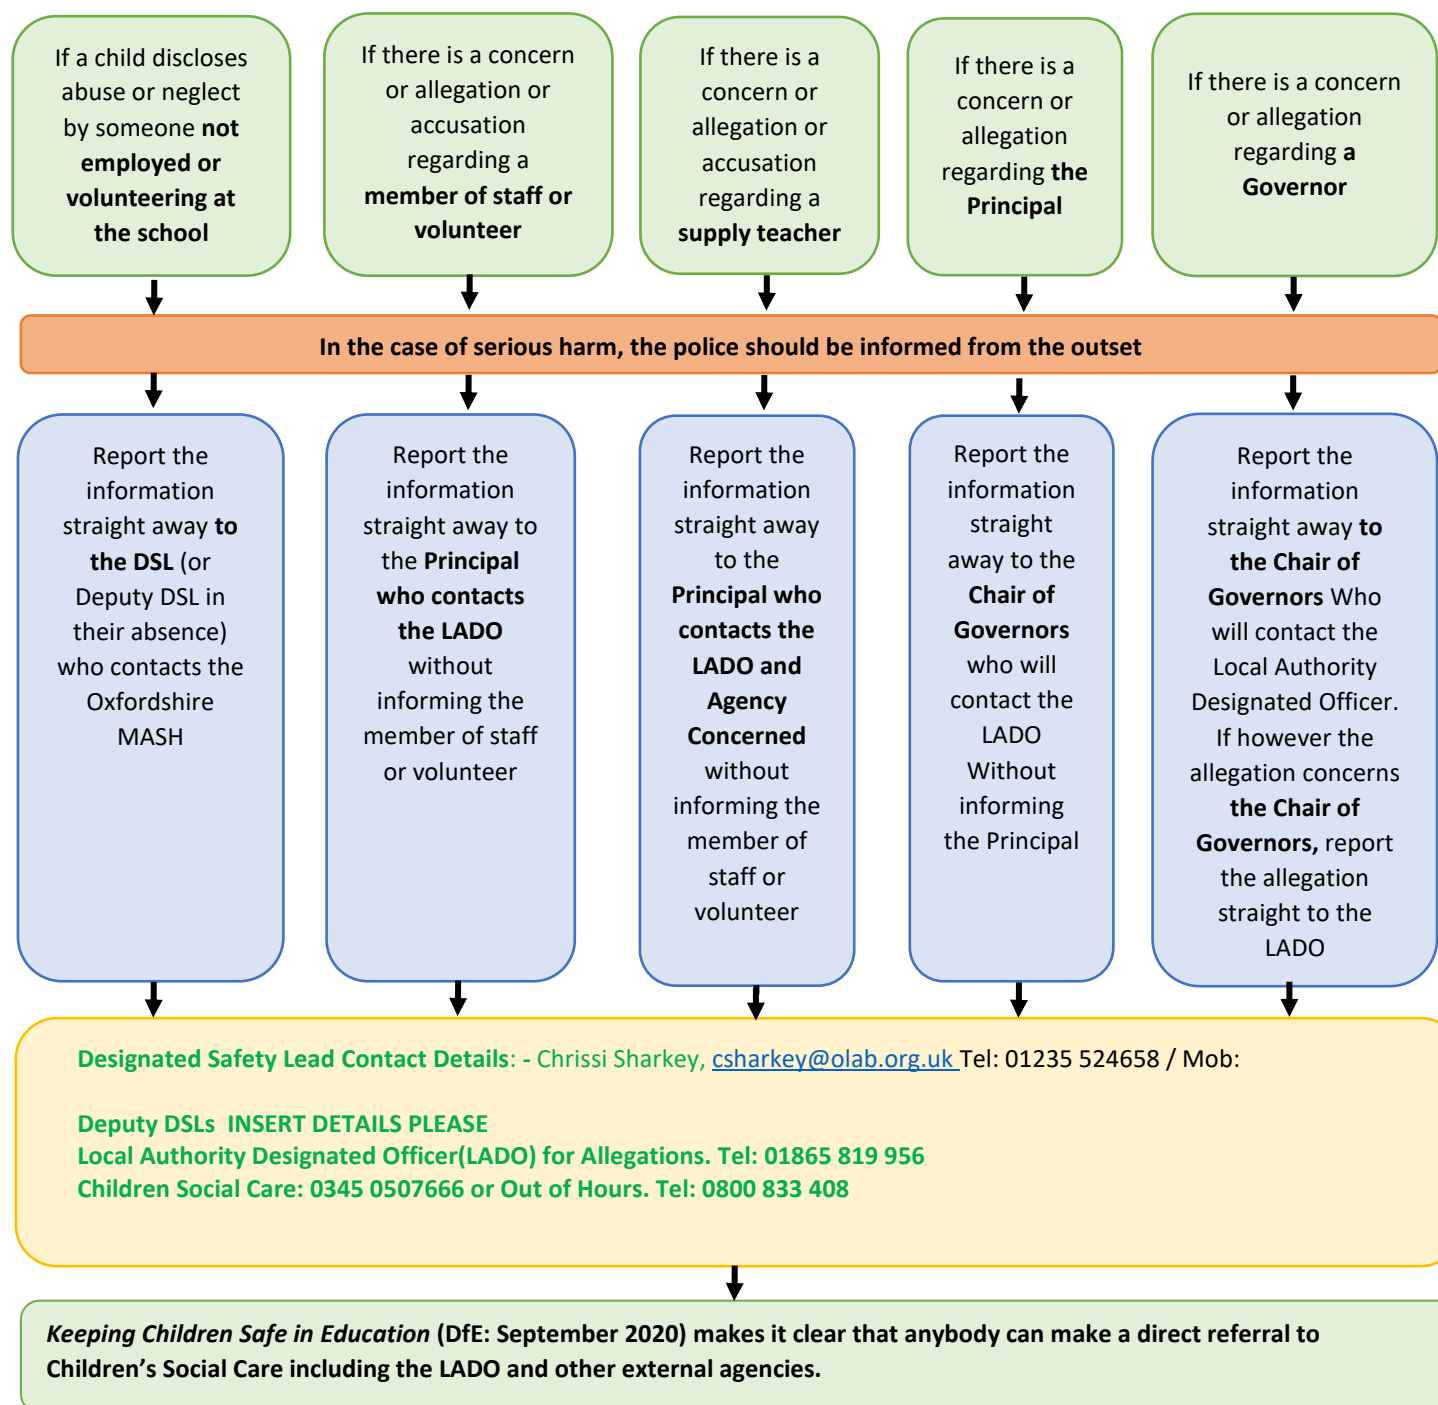 If a child discloses
abuse or neglect
by someone not
employed or
volunteering at
the school
If there is a concern
or allegation or
accusation
regarding a
member of staff or
volunteer
If there is a
concern or
allegation or
accusation
regarding a
supply teacher
If there is a
concern or
allegation
regarding the
Principal
If there is a concern
or allegation
regarding a
Governor
In the case of serious harm, the police should be informed from the outset
Report the
information
straight away to
the DSL (or
Deputy DSL in
their absence)
who contacts the
Oxfordshire
MASH
Report the
information
straight away to
the Principal
who contacts
the LADO
without
informing the
member of staff
or volunteer
Report the
information
straight away
to the
Principal who
contacts the
LADO and
Agency
Concerned
without
informing the
member of
staff or
volunteer
Report the
information
straight
away to the
Chair of
Governors
who will
contact the
LADO
Without
informing
the Principal
Report the
information
straight away to
the Chair of
Governors Who
will contact the
Local Authority
Designated Officer.
If however the
allegation concerns
the Chair of
Governors, report
the allegation
straight to the
LADO
Designated Safety Lead Contact Details: - Chrissi Sharkey, csharkey@olab.org.uk Tel: 01235 524658 / Mob:
Deputy DSLs  INSERT DETAILS PLEASE
Local Authority Designated Officer(LADO) for Allegations. Tel: 01865 819 956
Children Social Care: 0345 0507666 or Out of Hours. Tel: 0800 833 408
Keeping Children Safe in Education (DfE: September 2020) makes it clear that anybody can make a direct referral to
Children's Social Care including the LADO and other external agencies.